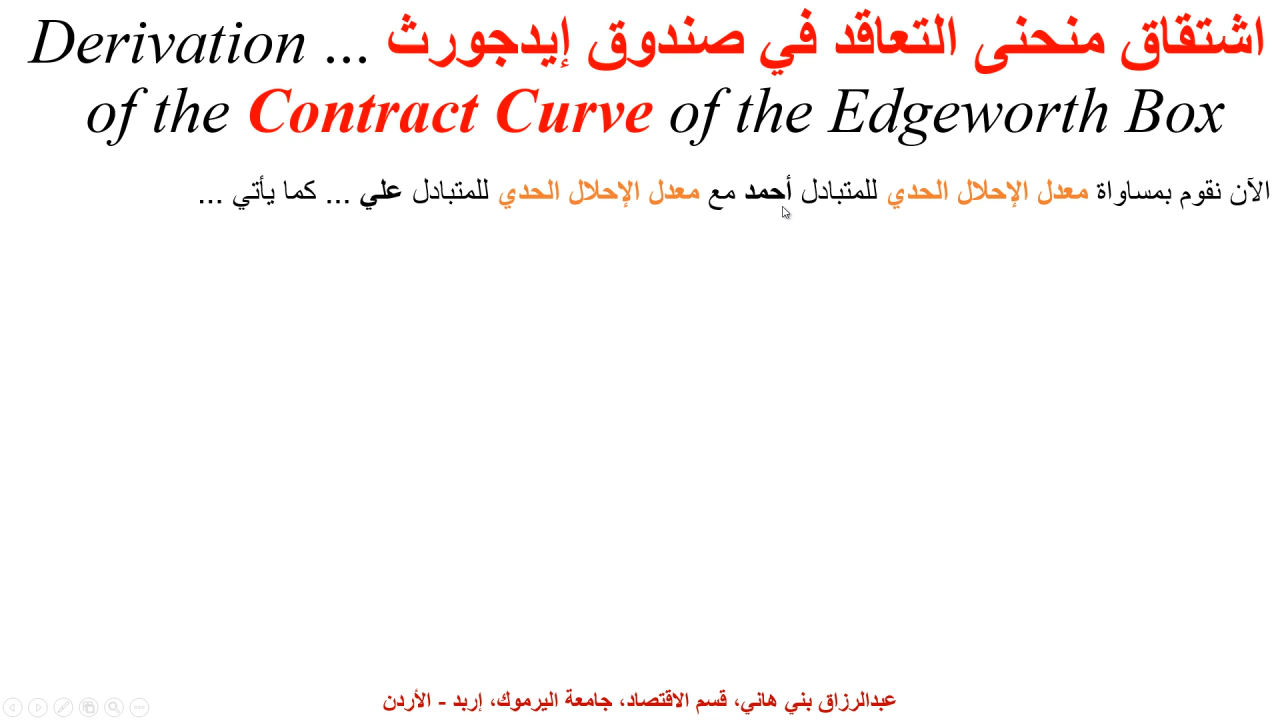 اشتقاق منحنى التعاقد في صندوق إيدجورث ... Derivation
of the Contract Curve of the Edgeworth Box
الآن نقوم بمساواة معدل الإحلال الحدي للمتبادل أحمد مع معدل الإحلال الحدي للمتبادل علي ... كما يأتي ...
عبدالرزاق بني هاني، قسم الاقتصاد، جامعة اليرموك، إربد - الأردن